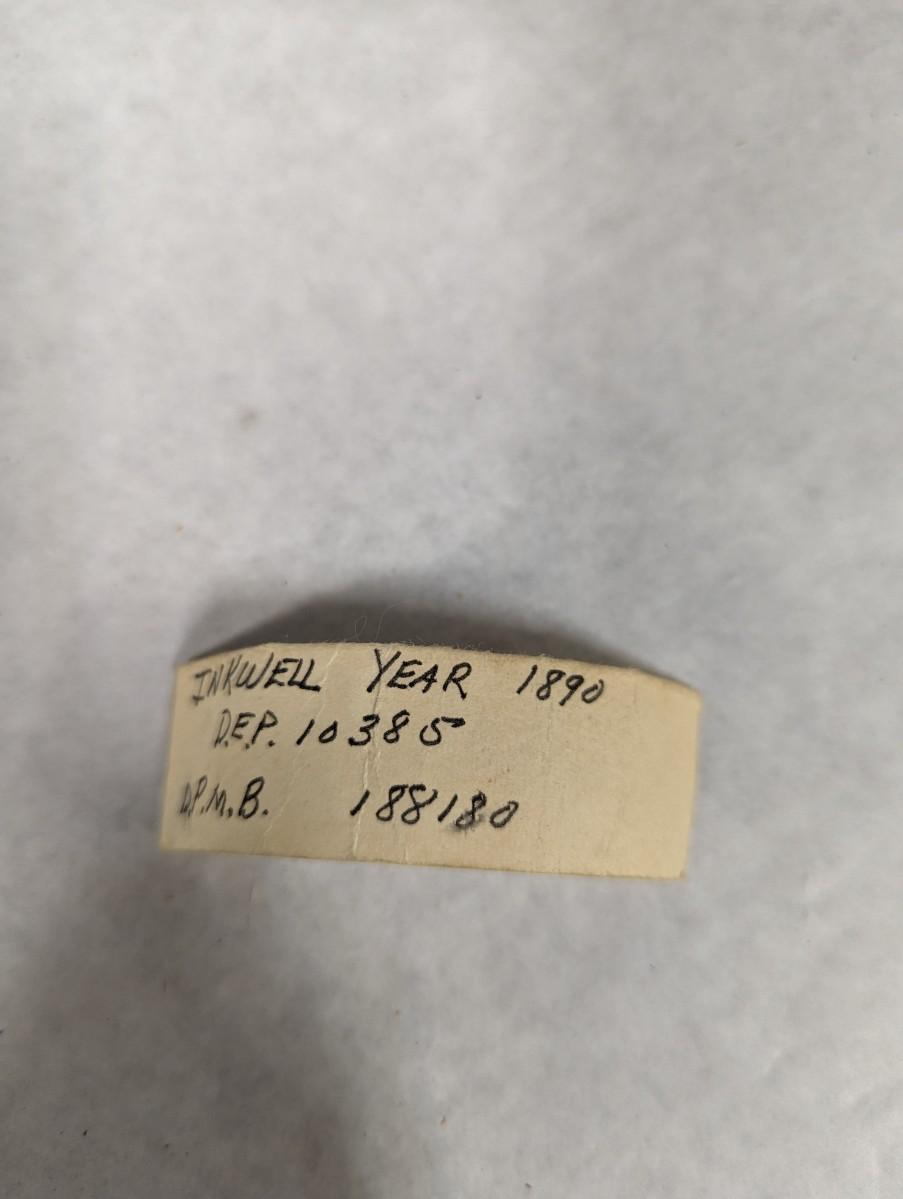 INKWELL YEAR 1890
D.E.P. 10385
D.P.M.B. 188180